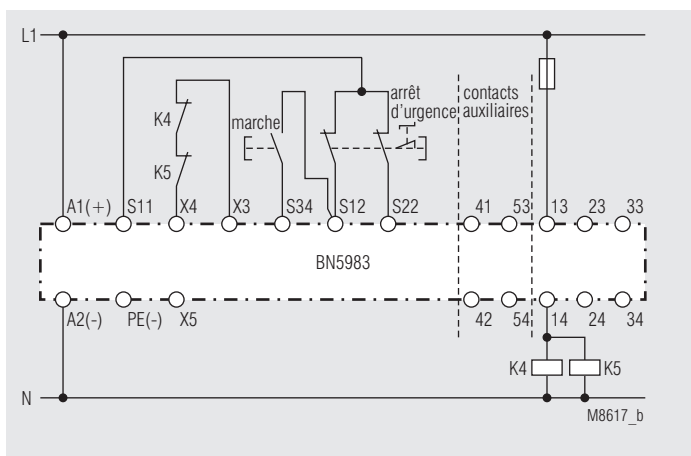 L1
arrêt
d'urgence
contacts
auxiliaires
marche
K4
K5
A1(+) S11 X4 X3 S34 S12 S22 41 53 13 23 33
BN5983
A2(-) PE(-) X5 42 54 14 24 34
K4 K5
N
M8617_b